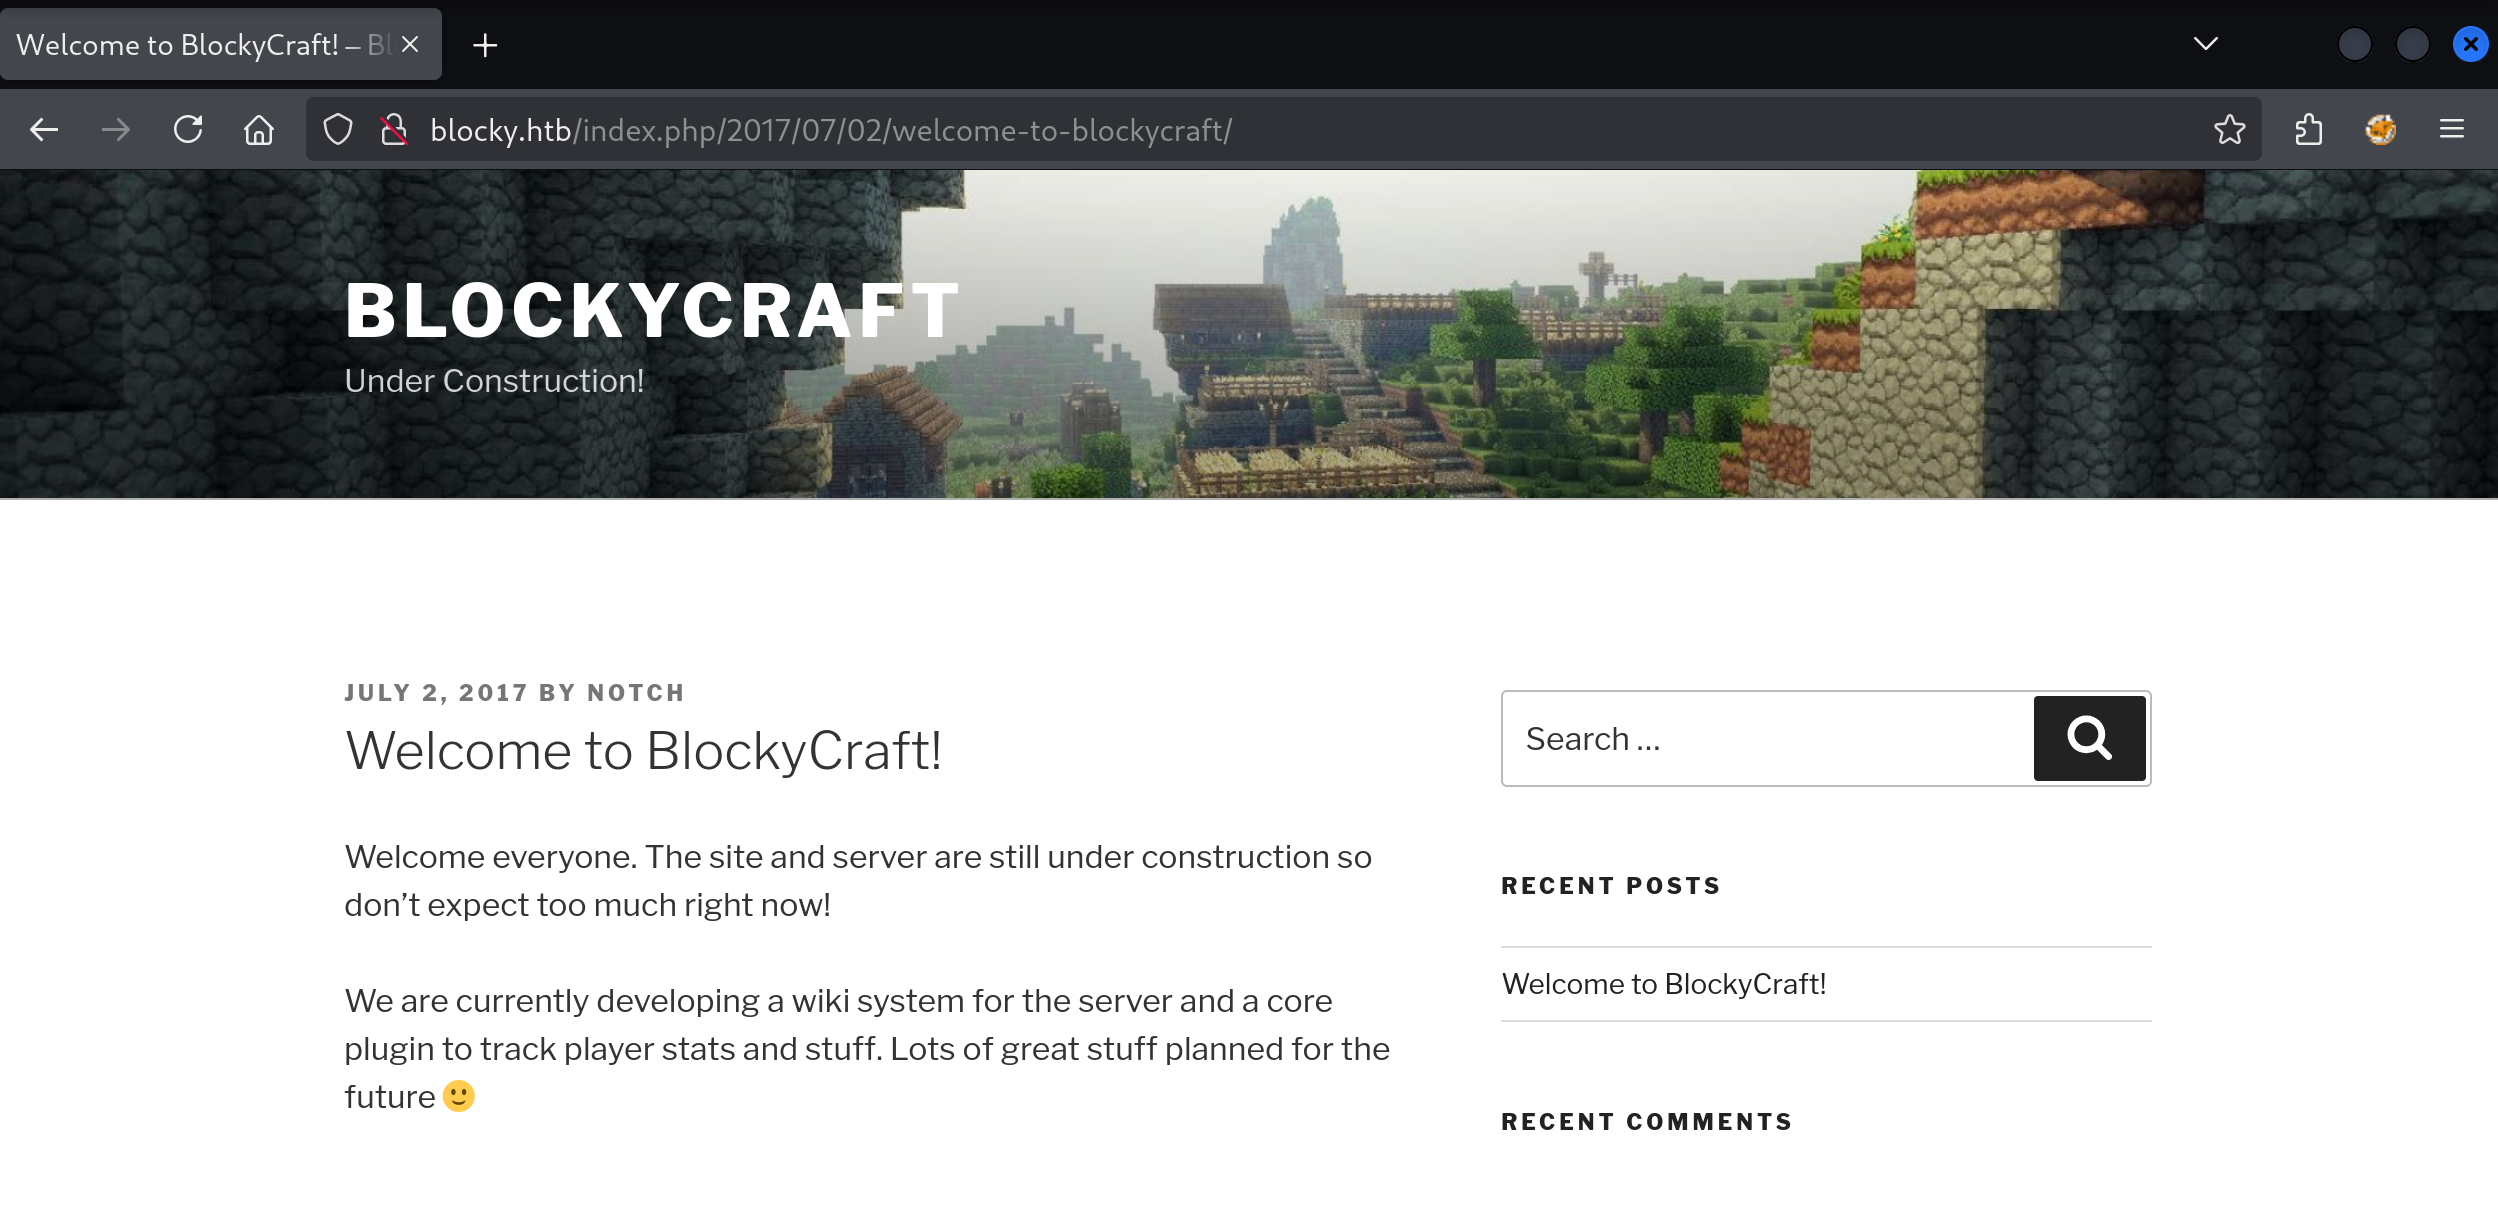 Welcome to BlockyCraft! – Bl
blocky.htb/index.php/2017/07/02/welcome-to-blockycraft/
BLOCKYCRAFT
Under Construction!
JULY 2, 2017 BY NOTCH
Welcome to BlockyCraft!
Welcome everyone. The site and server are still under construction so
don’t expect too much right now!
We are currently developing a wiki system for the server and a core
plugin to track player stats and stuff. Lots of great stuff planned for the
future 🙂
Search …
RECENT POSTS
Welcome to BlockyCraft!
RECENT COMMENTS